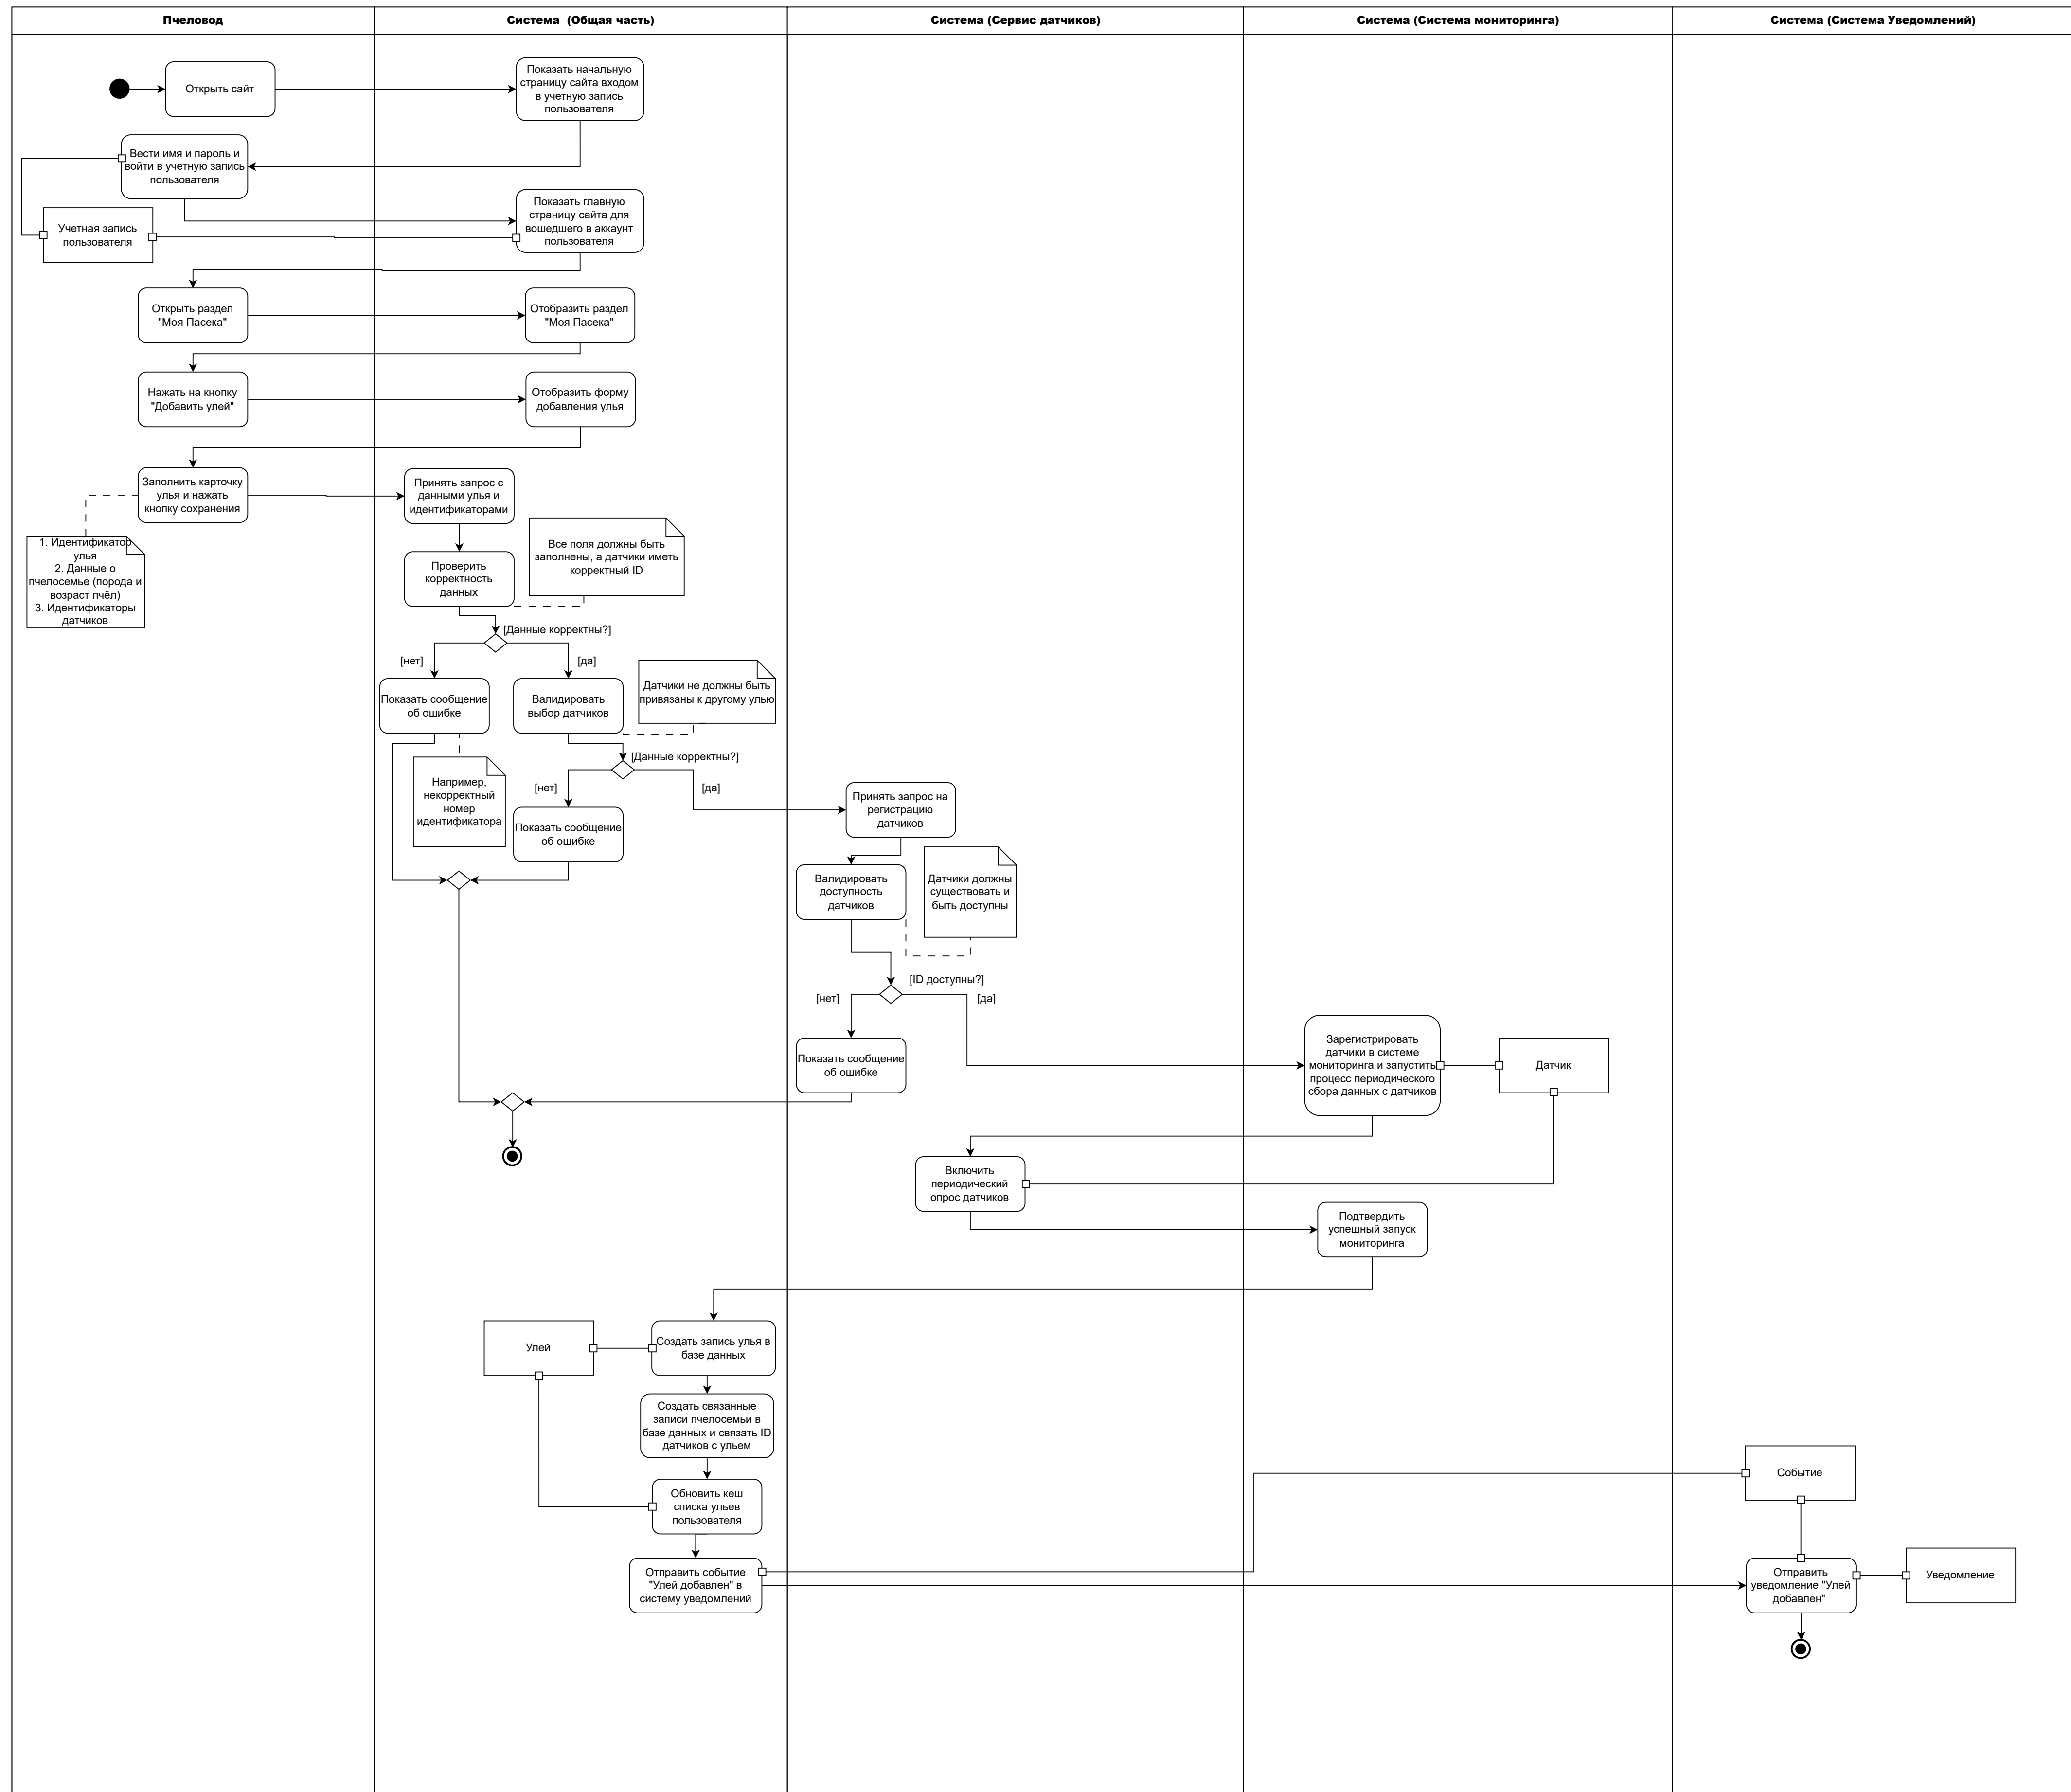 Пчеловод
Система (Общая часть)
Система (Сервис датчиков)
Система (Система мониторинга)
Система (Система Уведомлений)
Открыть сайт
Показать начальную
страницу сайта входом
в учетную запись
пользователя
Вести имя и пароль и
войти в учетную запись
пользователя
Учетная запись
пользователя
Показать главную
страницу сайта для
вошедшего в аккаунт
пользователя
Открыть раздел
"Моя Пасека"
Отобразить раздел
"Моя Пасека"
Нажать на кнопку
"Добавить улей"
Отобразить форму
добавления улья
Заполнить карточку
улья и нажать
кнопку сохранения
1. Идентификатор
улья
2. Данные о
пчелосемье (порода и
возраст пчёл)
3. Идентификаторы
датчиков
Принять запрос с
данными улья и
идентификаторами
Все поля должны быть
заполнены, а датчики иметь
корректный ID
Проверить
корректность
данных
[Данные корректны?]
[нет]
[да]
Показать сообщение
об ошибке
Валидировать
выбор датчиков
Датчики не должны быть
привязаны к другому улью
[Данные корректны?]
[нет]
[да]
Например,
некорректный
номер
идентификатора
Показать сообщение
об ошибке
Принять запрос на
регистрацию
датчиков
Валидировать
доступность
датчиков
Датчики должны
существовать и
быть доступны
[ID доступны?]
[нет]
[да]
Показать сообщение
об ошибке
Зарегистрировать
датчики в системе
мониторинга и запустить
процесс периодического
сбора данных с датчиков
Датчик
Включить
периодический
опрос датчиков
Подтвердить
успешный запуск
мониторинга
Улей
Создать запись улья в
базе данных
Создать связанные
записи пчелосемьи в
базе данных и связать ID
датчиков с ульем
Обновить кеш
списка ульев
пользователя
Отправить событие
"Улей добавлен" в
систему уведомлений
Событие
Отправить
уведомление "Улей
добавлен"
Уведомление